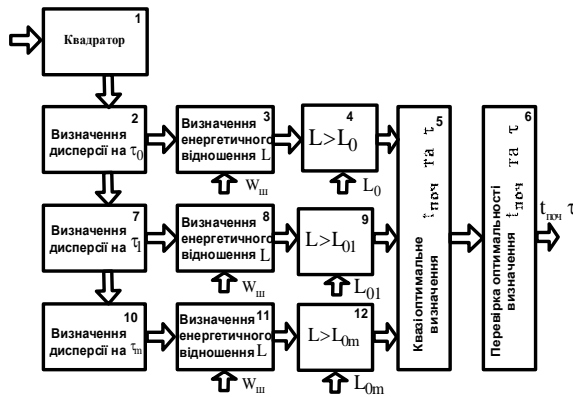 1
Квадратор
2
Визначення
дисперсії на τ0
3
Визначення
енергетичного
відношення L
4
L>L0
5
Квазіоптимальне
визначення tпоч та τ
6
Перевірка оптимальності
визначення tпоч та τ
Wш
L0
tпоч, τ
7
Визначення
дисперсії на τ1
8
Визначення
енергетичного
відношення L
9
L>L01
Wш
L01
10
Визначення
дисперсії на τm
11
Визначення
енергетичного
відношення L
12
L>L0m
Wш
L0m